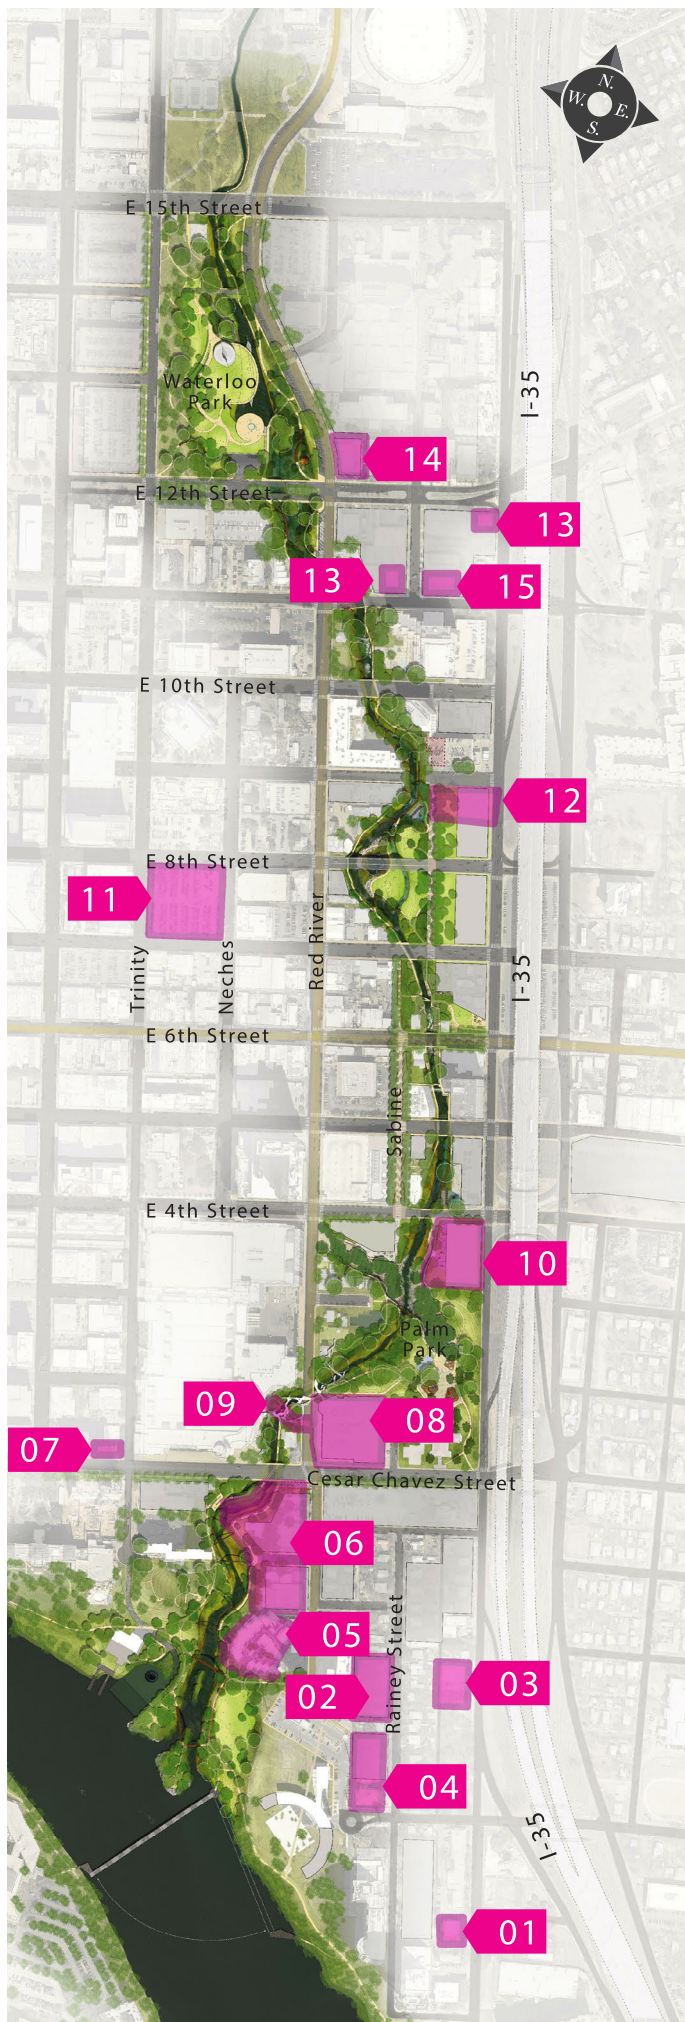 N.
W.
E.
S.
E 15th Street
I-35
Waterloo
Park
14
E 12th Street
13
13
15
E 10th Street
12
E 8th Street
11
Red River
Trinity
Neches
I-35
E 6th Street
Sabine
E 4th Street
10
Palm
Park
09
08
07
Cesar Chavez Street
06
05
Rainey Street
03
02
04
I-35
01